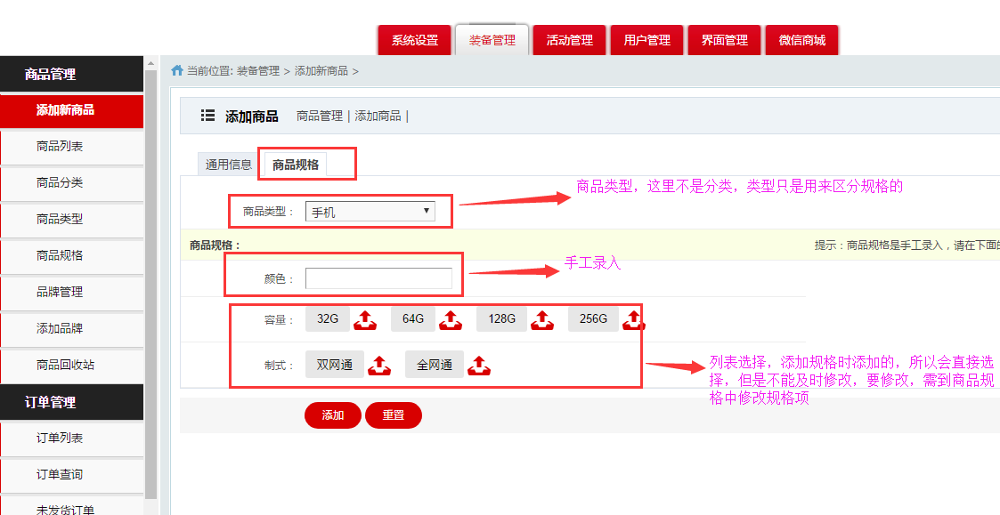 系统设置 装备管理 活动管理 用户管理 界面管理 微信商城
商品管理
添加新商品
商品列表
商品分类
商品类型
商品规格
品牌管理
添加品牌
商品回收站
订单管理
订单列表
订单查询
未发货订单
当前位置: 装备管理 > 添加新商品 >
添加商品 商品管理 | 添加商品 |
通用信息 商品规格
商品类型，这里不是分类，类型只是用来区分规格的
商品类型： 手机
商品规格： 提示：商品规格是手工录入，请在下面的
手工录入
颜色：
容量： 32G 64G 128G 256G
制式： 双网通 全网通
列表选择，添加规格时添加的，所以会直接选
择，但是不能及时修改，要修改，需到商品规
格中修改规格项
添加 重置